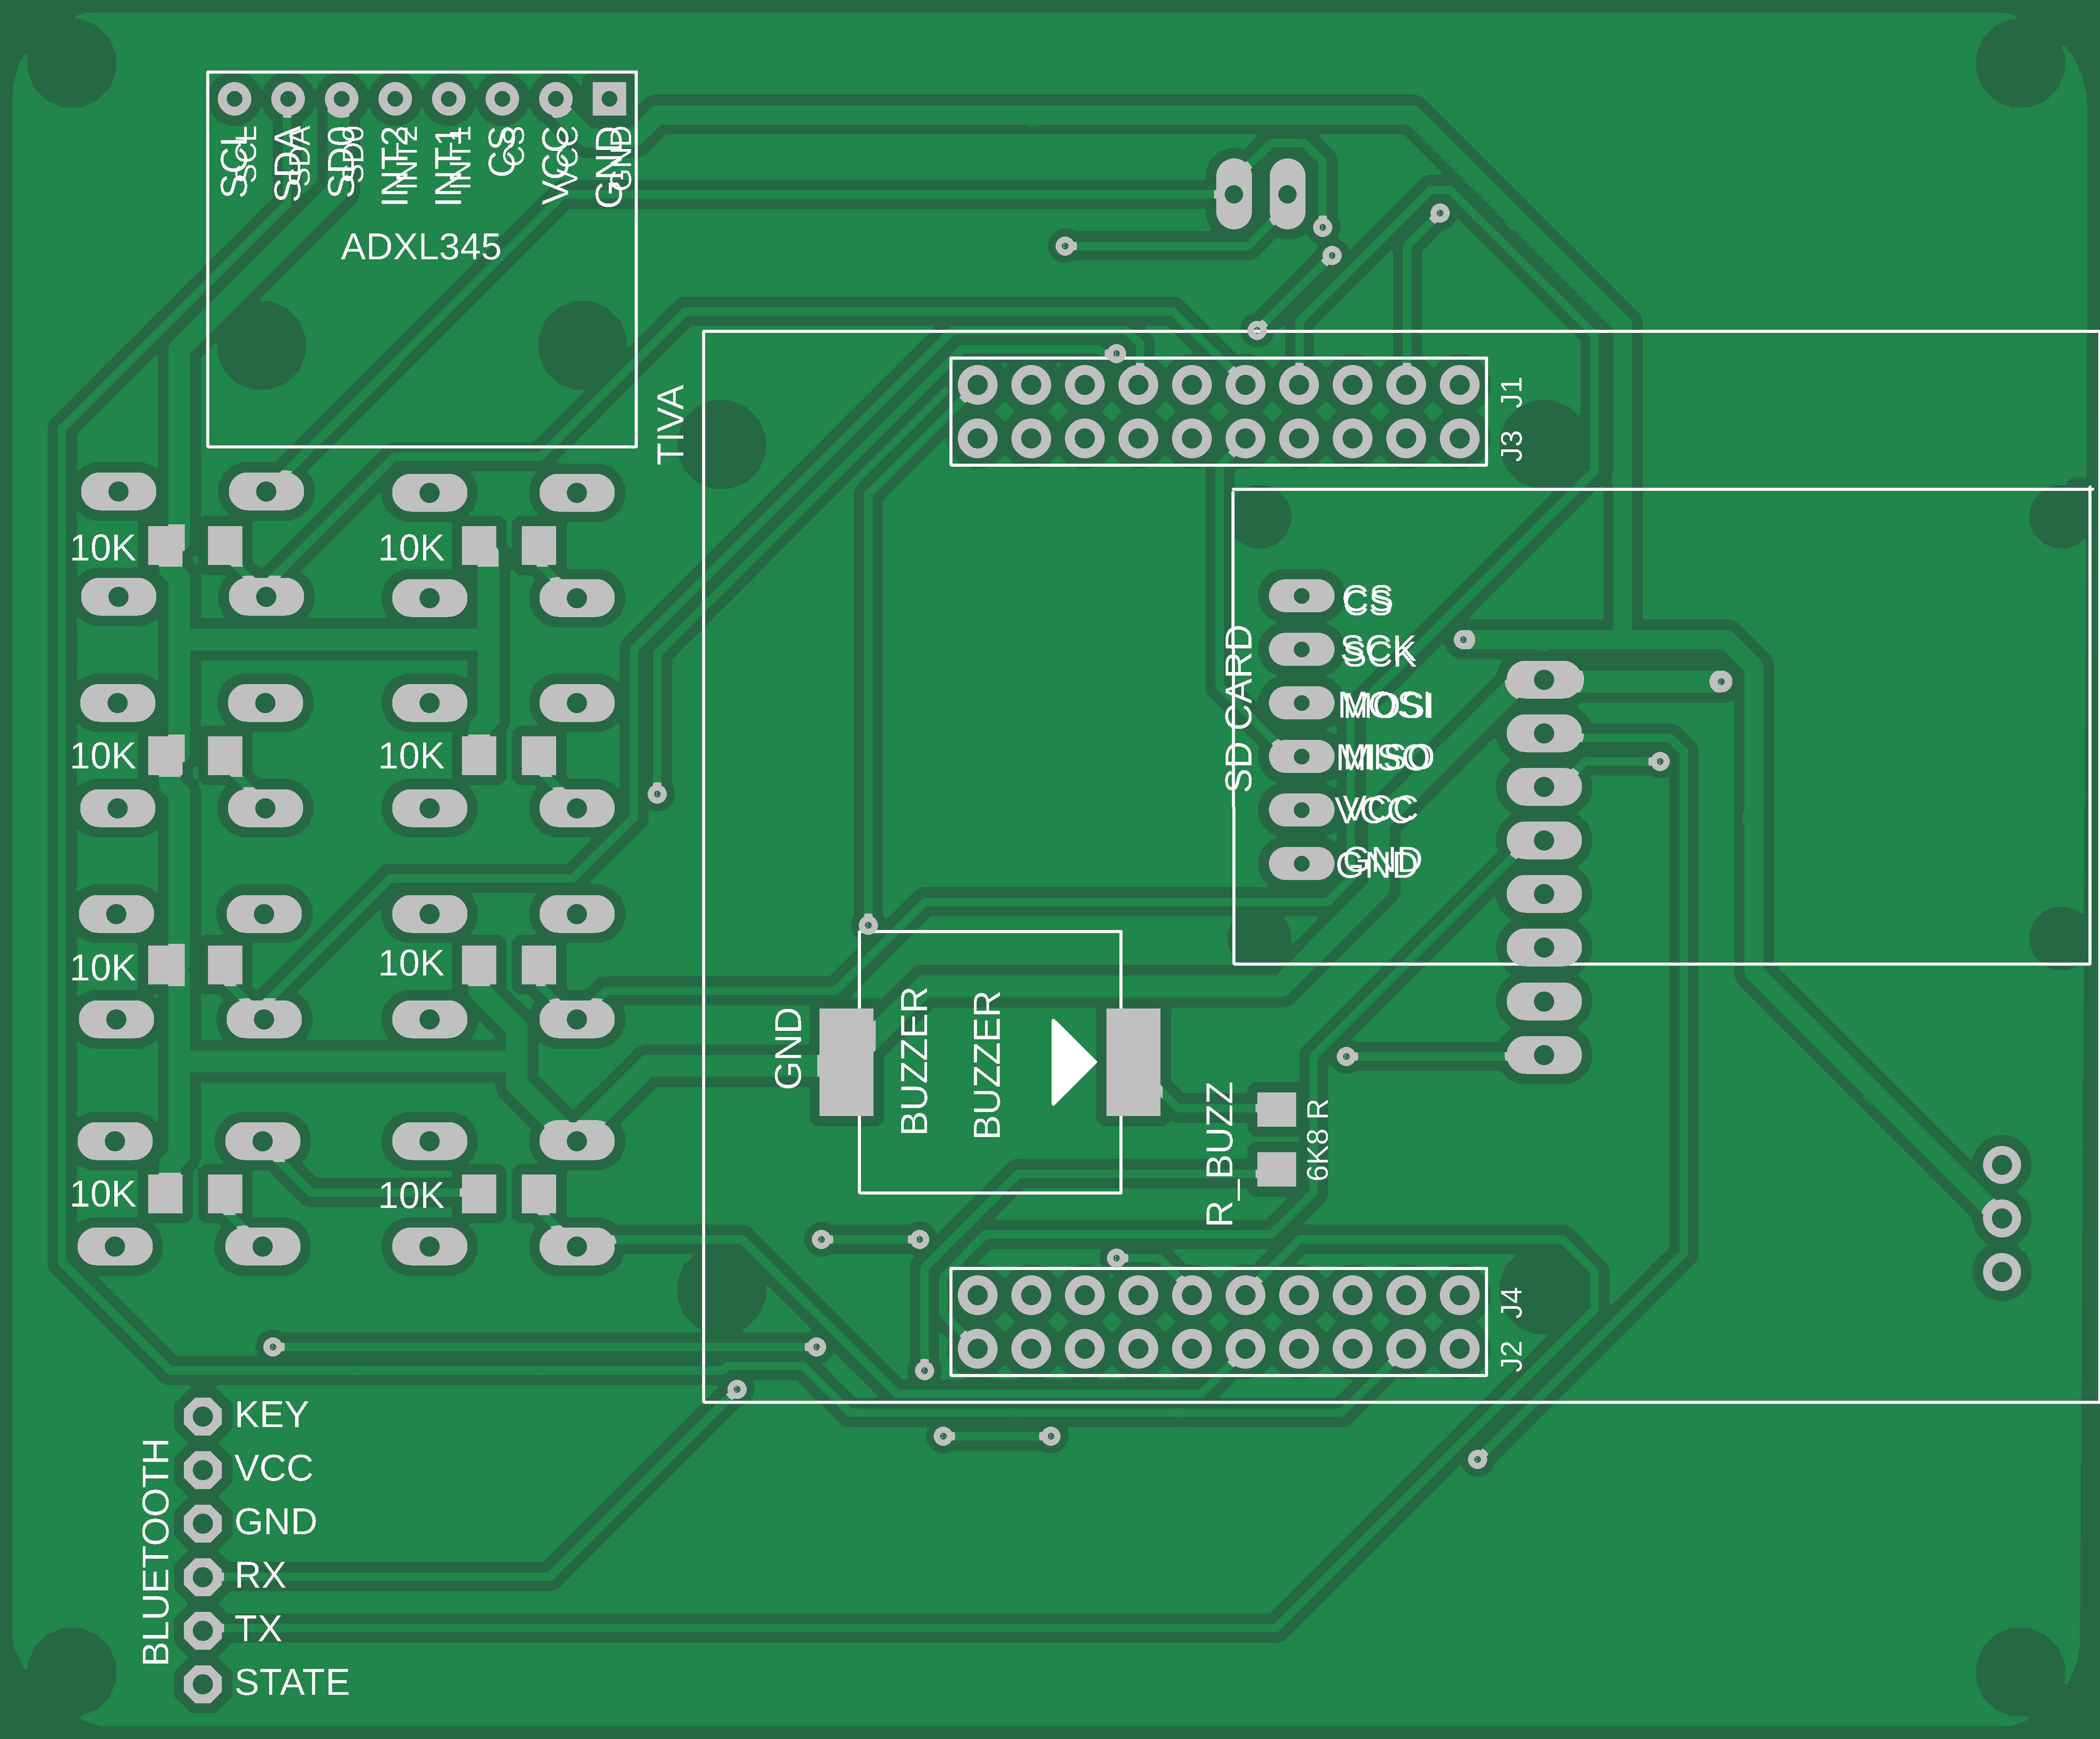 SCL
SDA
SD0
INT2
INT1
CS
VCC
GND
ADXL345
TIVA
J1
J3
10K
10K
SD CARD
CS
SCK
MOSI
MISO
VCC
GND
10K
10K
10K
10K
GND
BUZZER
BUZZER
R_BUZZ
6K8 R
10K
10K
J4
J2
BLUETOOTH
KEY
VCC
GND
RX
TX
STATE